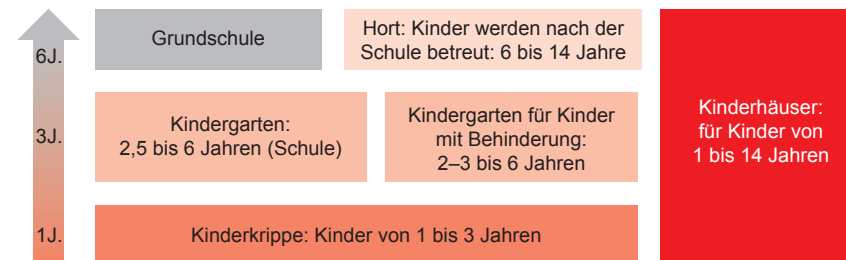 6J.
Grundschule
Hort: Kinder werden nach der
Schule betreut: 6 bis 14 Jahre
3J.
Kindergarten:
2,5 bis 6 Jahren (Schule)
Kindergarten für Kinder
mit Behinderung:
2–3 bis 6 Jahren
Kinderhäuser:
für Kinder von
1 bis 14 Jahren
1J.
Kinderkrippe: Kinder von 1 bis 3 Jahren